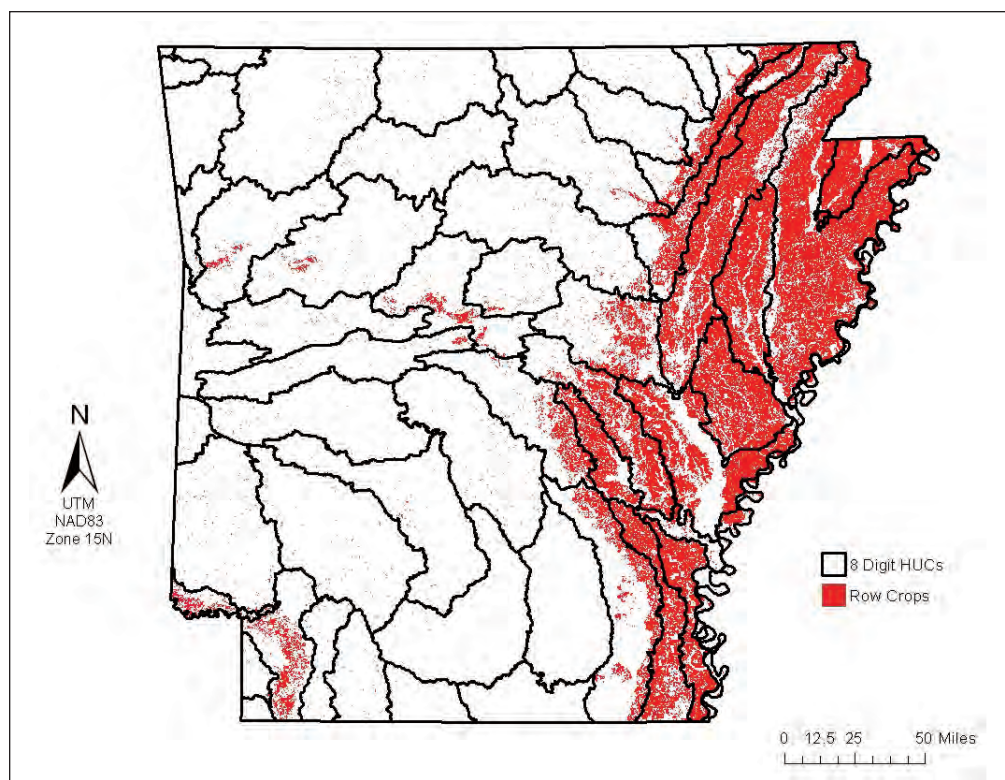 N
UTM
NAD83
Zone 15N
8 Digit HUCs
Row Crops
0 12.5 25 50 Miles